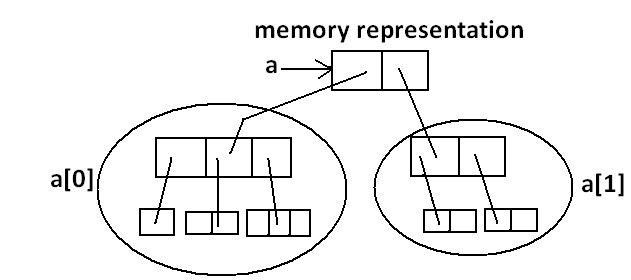 memory representation
a
a[0]
a[1]